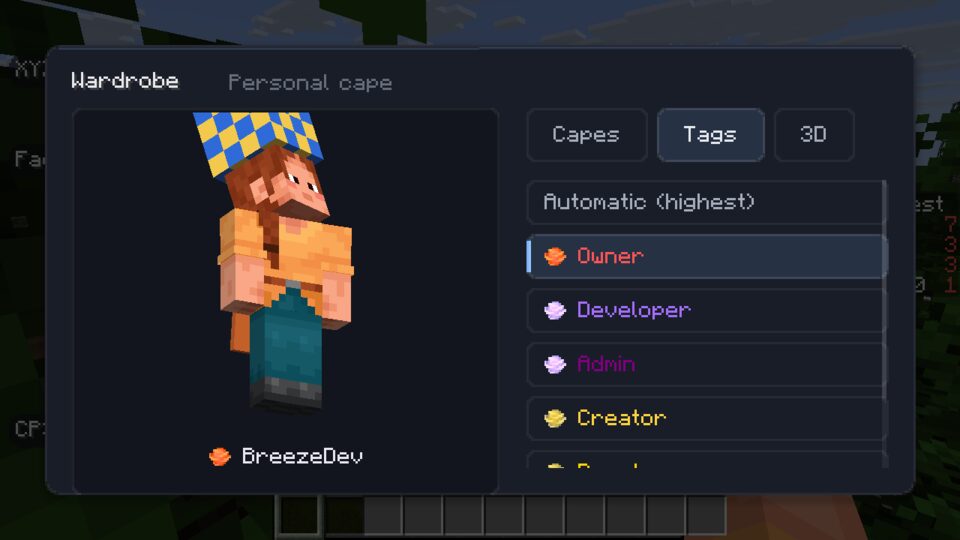 Wardrobe
Personal cape
Capes
Tags
3D
Automatic (highest)
Owner
Developer
Admin
Creator
BreezeDev